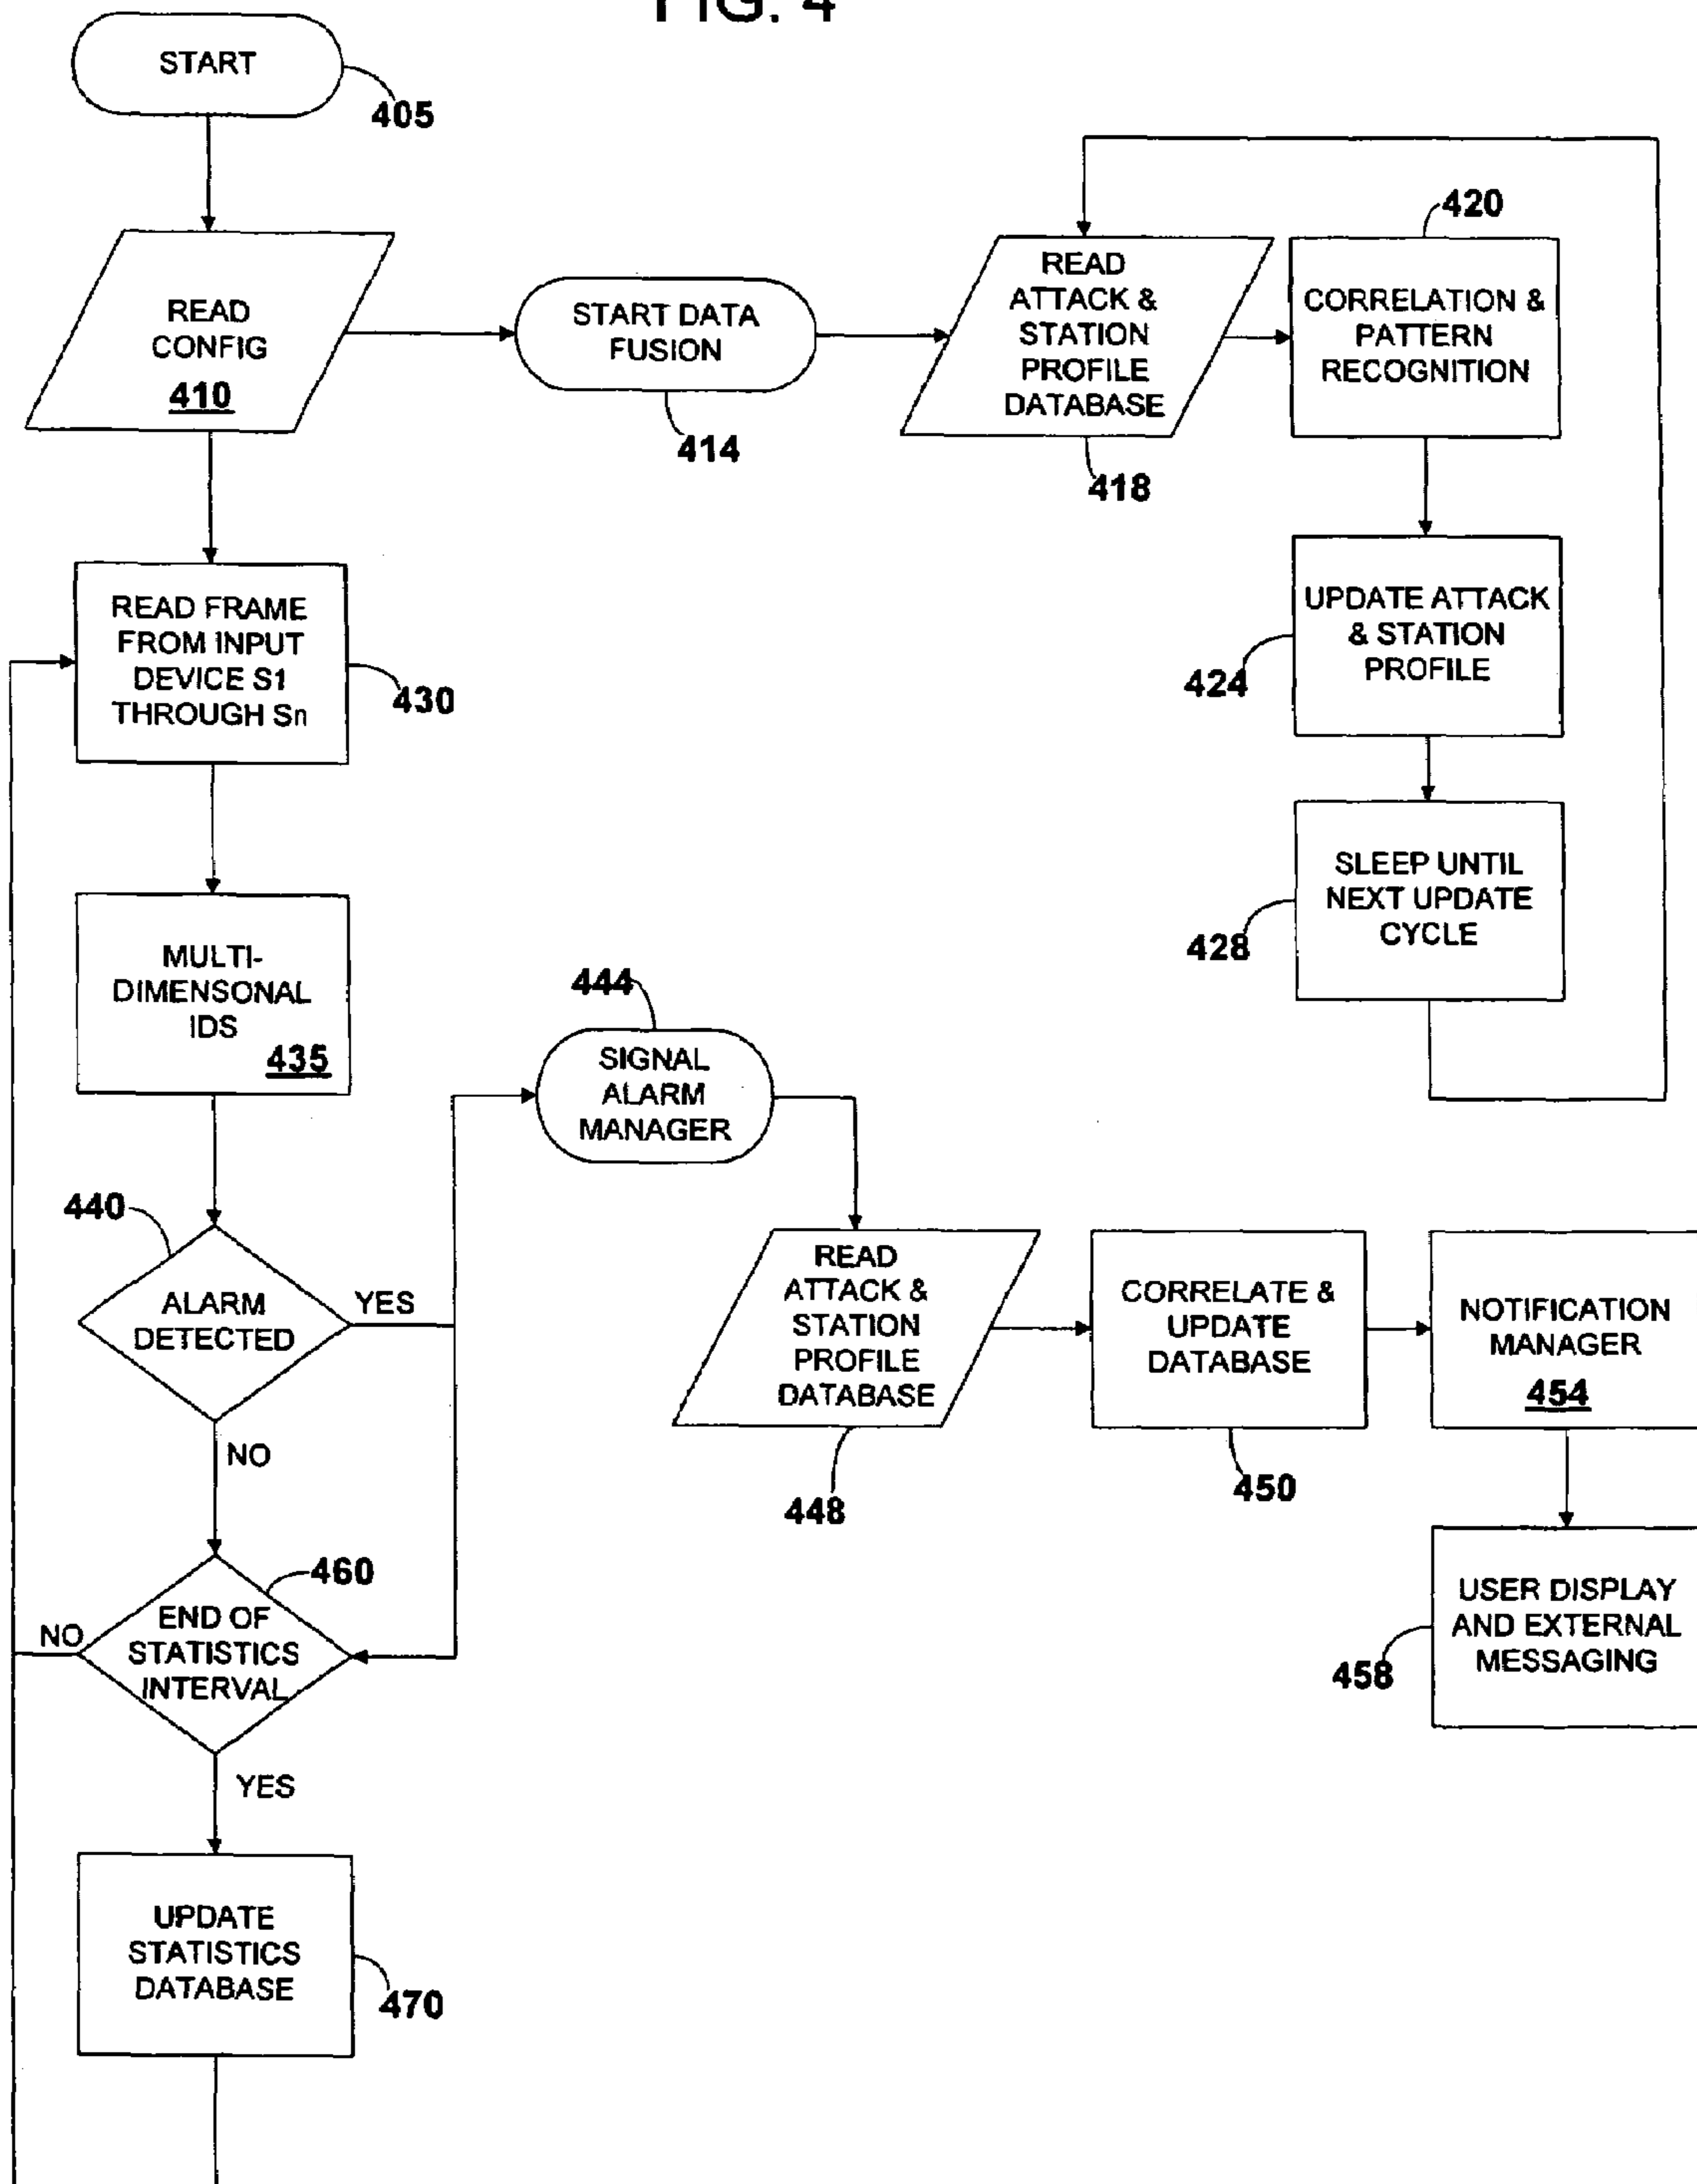 FIG. 4
START
405
READ
CONFIG
410
START DATA
FUSION
414
READ
ATTACK &
STATION
PROFILE
DATABASE
418
420
CORRELATION &
PATTERN
RECOGNITION
UPDATE ATTACK
& STATION
PROFILE
424
SLEEP UNTIL
NEXT UPDATE
CYCLE
428
READ FRAME
FROM INPUT
DEVICE S1
THROUGH Sn
430
MULTI-
DIMENSONAL
IDS
435
440
ALARM
DETECTED
YES
NO
444
SIGNAL
ALARM
MANAGER
READ
ATTACK &
STATION
PROFILE
DATABASE
448
CORRELATE &
UPDATE
DATABASE
450
NOTIFICATION
MANAGER
454
USER DISPLAY
AND EXTERNAL
MESSAGING
458
460
END OF
STATISTICS
INTERVAL
NO
YES
UPDATE
STATISTICS
DATABASE
470